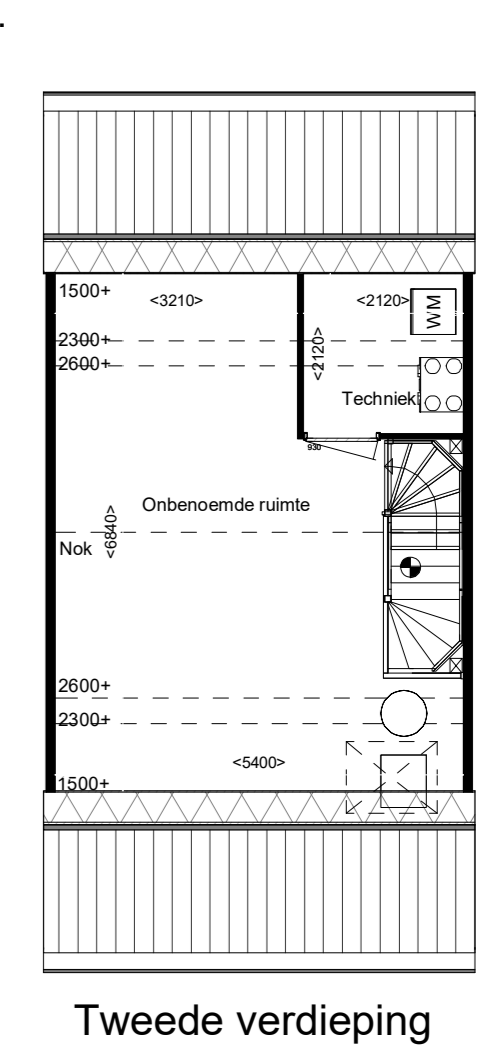 1500+
<3210>
<2120>
WM
2300+
<2120>
2600+
Techniek
930
Onbenoemde ruimte
<6840>
Nok
2600+
2300+
<5400>
1500+
Tweede verdieping